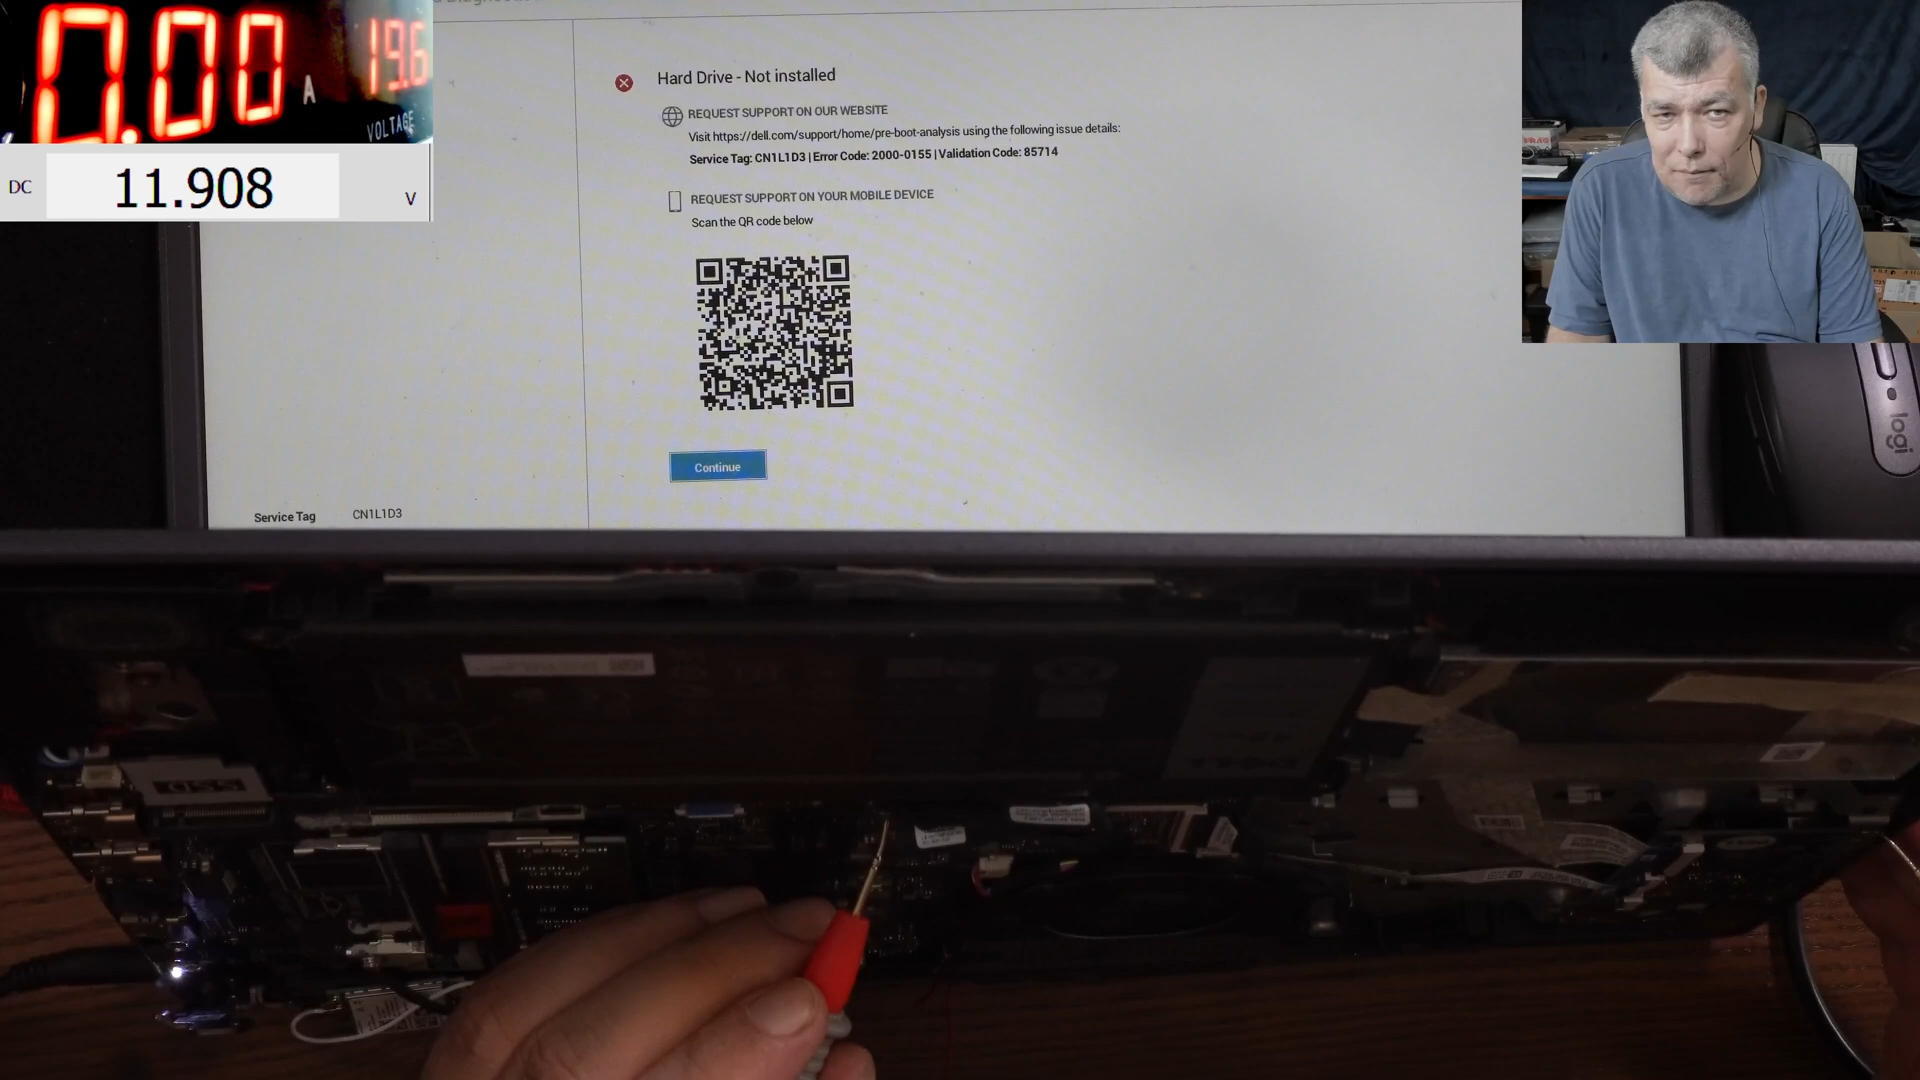 0.00 A 19.6
VOLTAGE
DC 11.908 V
Hard Drive - Not installed
REQUEST SUPPORT ON OUR WEBSITE
Visit https://dell.com/support/home/pre-boot-analysis using the following issue details:
Service Tag: CN1L1D3 | Error Code: 2000-0155 | Validation Code: 85714
REQUEST SUPPORT ON YOUR MOBILE DEVICE
Scan the QR code below
Continue
Service Tag CN1L1D3
logi
SSD
DELL